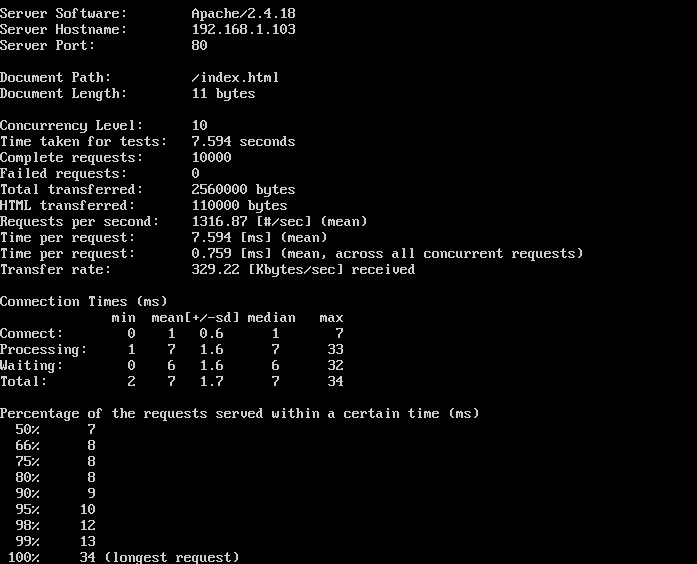 Server Software:        Apache/2.4.18
Server Hostname:        192.168.1.103
Server Port:            80

Document Path:          /index.html
Document Length:        11 bytes

Concurrency Level:      10
Time taken for tests:   7.594 seconds
Complete requests:      10000
Failed requests:        0
Total transferred:      2560000 bytes
HTML transferred:       110000 bytes
Requests per second:    1316.87 [#/sec] (mean)
Time per request:       7.594 [ms] (mean)
Time per request:       0.759 [ms] (mean, across all concurrent requests)
Transfer rate:          329.22 [Kbytes/sec] received

Connection Times (ms)
              min  mean[+/-sd] median   max
Connect:        0    1   0.6      1       7
Processing:     1    7   1.6      7      33
Waiting:        0    6   1.6      6      32
Total:          2    7   1.7      7      34

Percentage of the requests served within a certain time (ms)
  50%      7
  66%      8
  75%      8
  80%      8
  90%      9
  95%     10
  98%     12
  99%     13
 100%     34 (longest request)